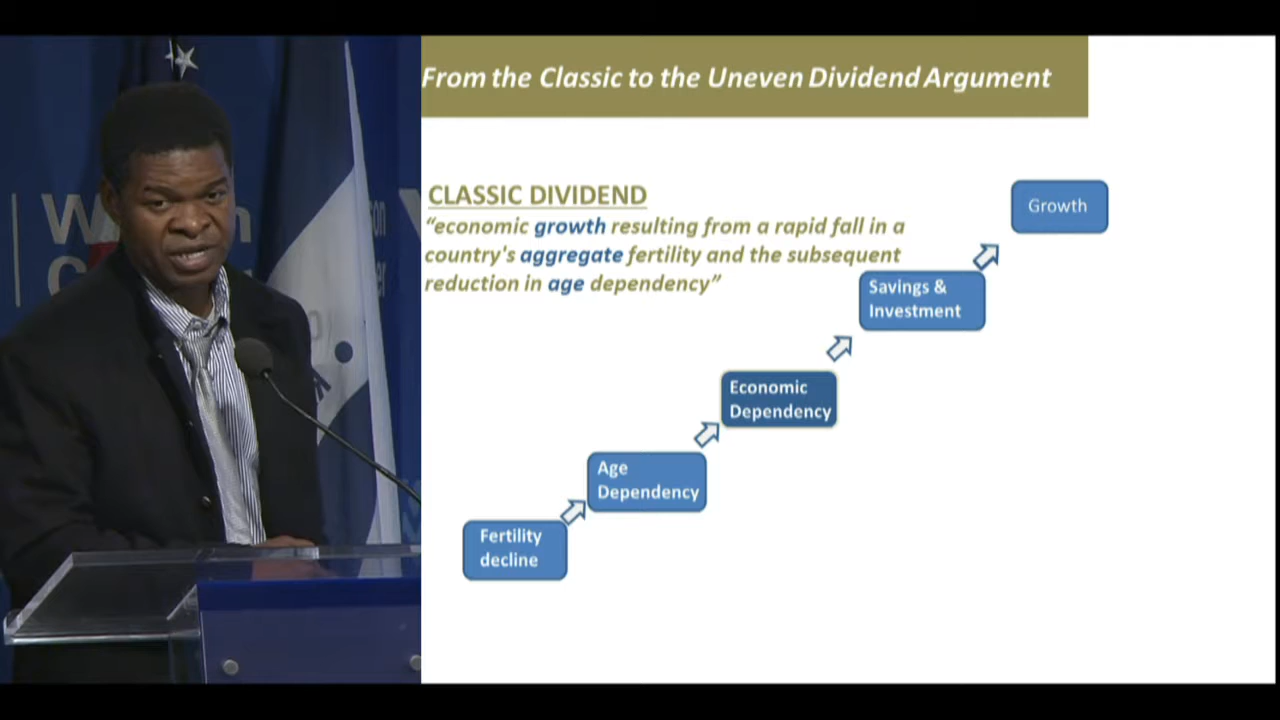 From the Classic to the Uneven Dividend Argument
CLASSIC DIVIDEND
“economic growth resulting from a rapid fall in a
country's aggregate fertility and the subsequent
reduction in age dependency”
Growth
Savings &
Investment
Economic
Dependency
Age
Dependency
Fertility
decline